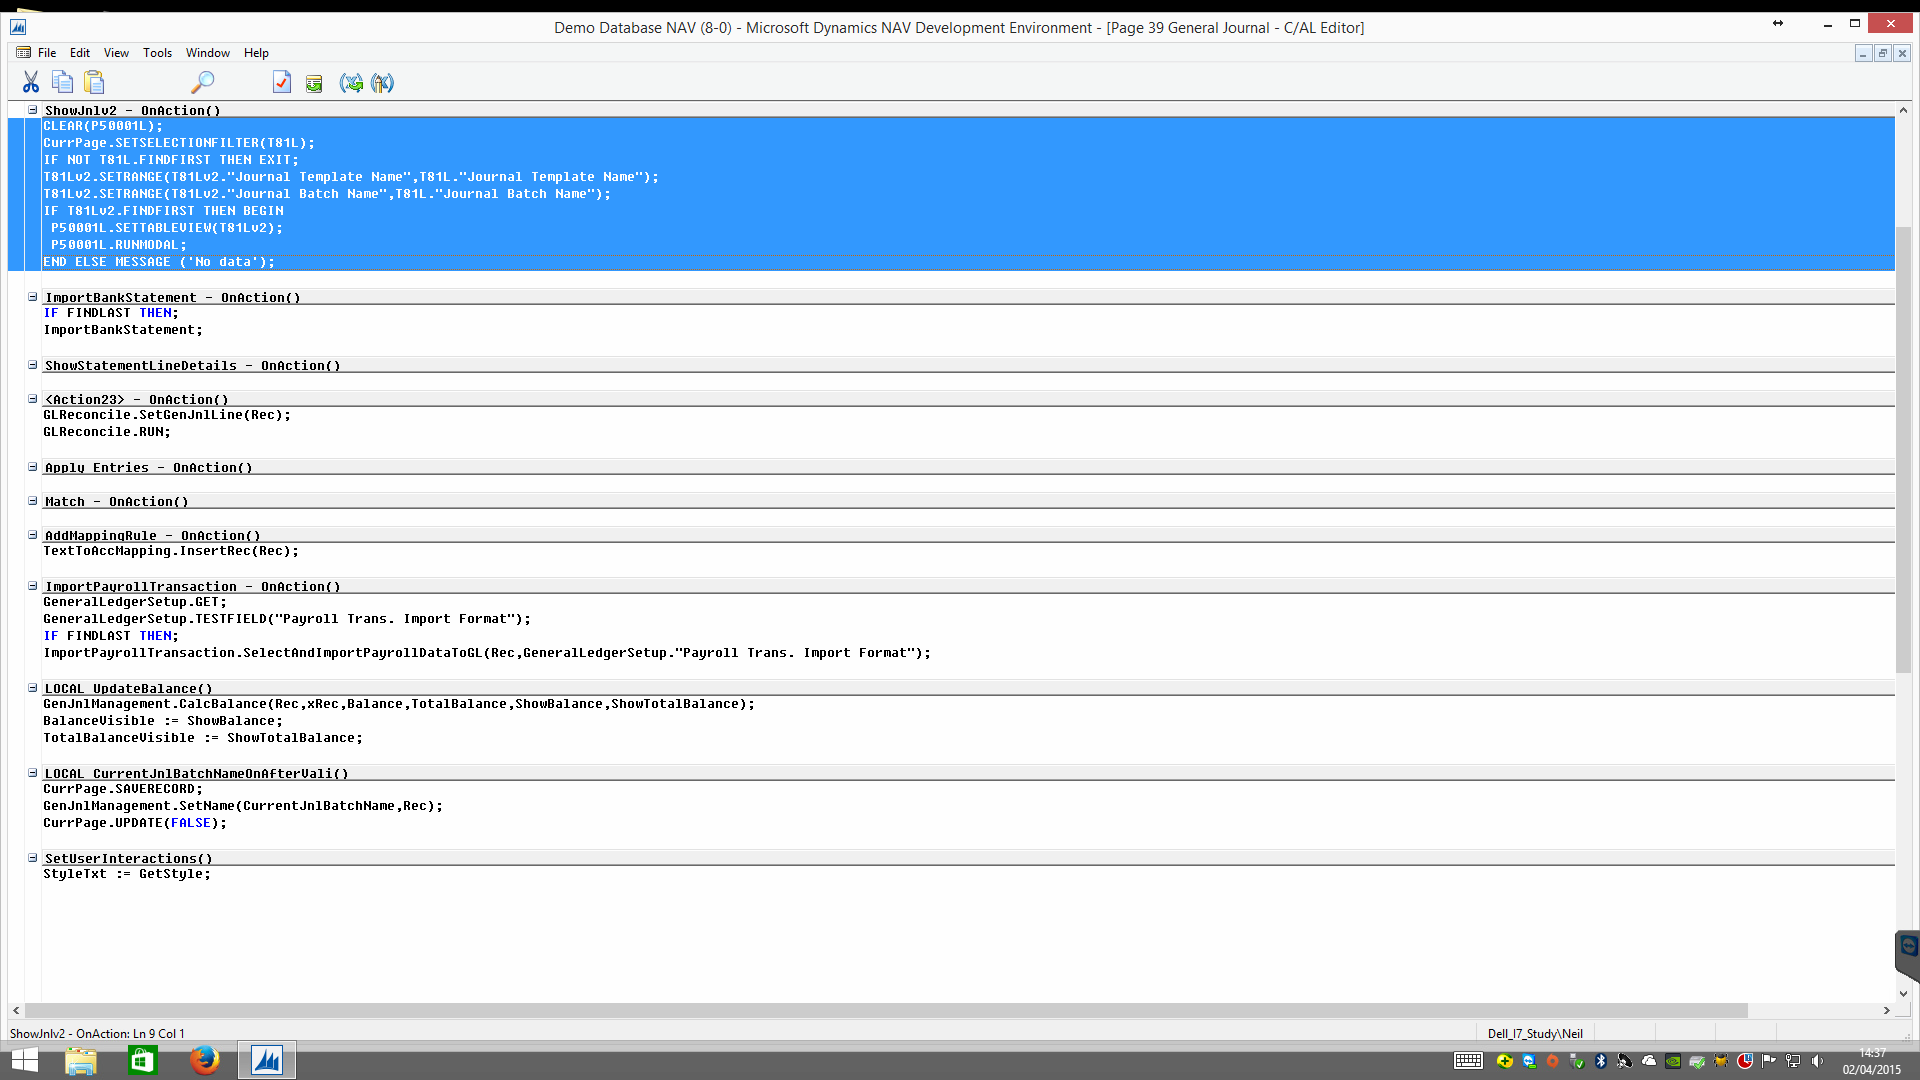 Demo Database NAV (8-0) - Microsoft Dynamics NAV Development Environment - [Page 39 General Journal - C/AL Editor]
File Edit View Tools Window Help
ShowJnlv2 - OnAction()
CLEAR(P50001L);
CurrPage.SETSELECTIONFILTER(T81L);
IF NOT T81L.FINDFIRST THEN EXIT;
T81Lv2.SETRANGE(T81Lv2."Journal Template Name",T81L."Journal Template Name");
T81Lv2.SETRANGE(T81Lv2."Journal Batch Name",T81L."Journal Batch Name");
IF T81Lv2.FINDFIRST THEN BEGIN
P50001L.SETTABLEVIEW(T81Lv2);
P50001L.RUNMODAL;
END ELSE MESSAGE ('No data');
ImportBankStatement - OnAction()
IF FINDLAST THEN;
ImportBankStatement;
ShowStatementLineDetails - OnAction()
<Action23> - OnAction()
GLReconcile.SetGenJnlLine(Rec);
GLReconcile.RUN;
Apply Entries - OnAction()
Match - OnAction()
AddMappingRule - OnAction()
TextToAccMapping.InsertRec(Rec);
ImportPayrollTransaction - OnAction()
GeneralLedgerSetup.GET;
GeneralLedgerSetup.TESTFIELD("Payroll Trans. Import Format");
IF FINDLAST THEN;
ImportPayrollTransaction.SelectAndImportPayrollDataToGL(Rec,GeneralLedgerSetup."Payroll Trans. Import Format");
LOCAL UpdateBalance()
GenJnlManagement.CalcBalance(Rec,xRec,Balance,TotalBalance,ShowBalance,ShowTotalBalance);
BalanceVisible := ShowBalance;
TotalBalanceVisible := ShowTotalBalance;
LOCAL CurrentJnlBatchNameOnAfterVali()
CurrPage.SAVERECORD;
GenJnlManagement.SetName(CurrentJnlBatchName,Rec);
CurrPage.UPDATE(FALSE);
SetUserInteractions()
StyleTxt := GetStyle;
ShowJnlv2 - OnAction: Ln 9 Col 1
Dell_I7_Study\Neil
14:37
02/04/2015